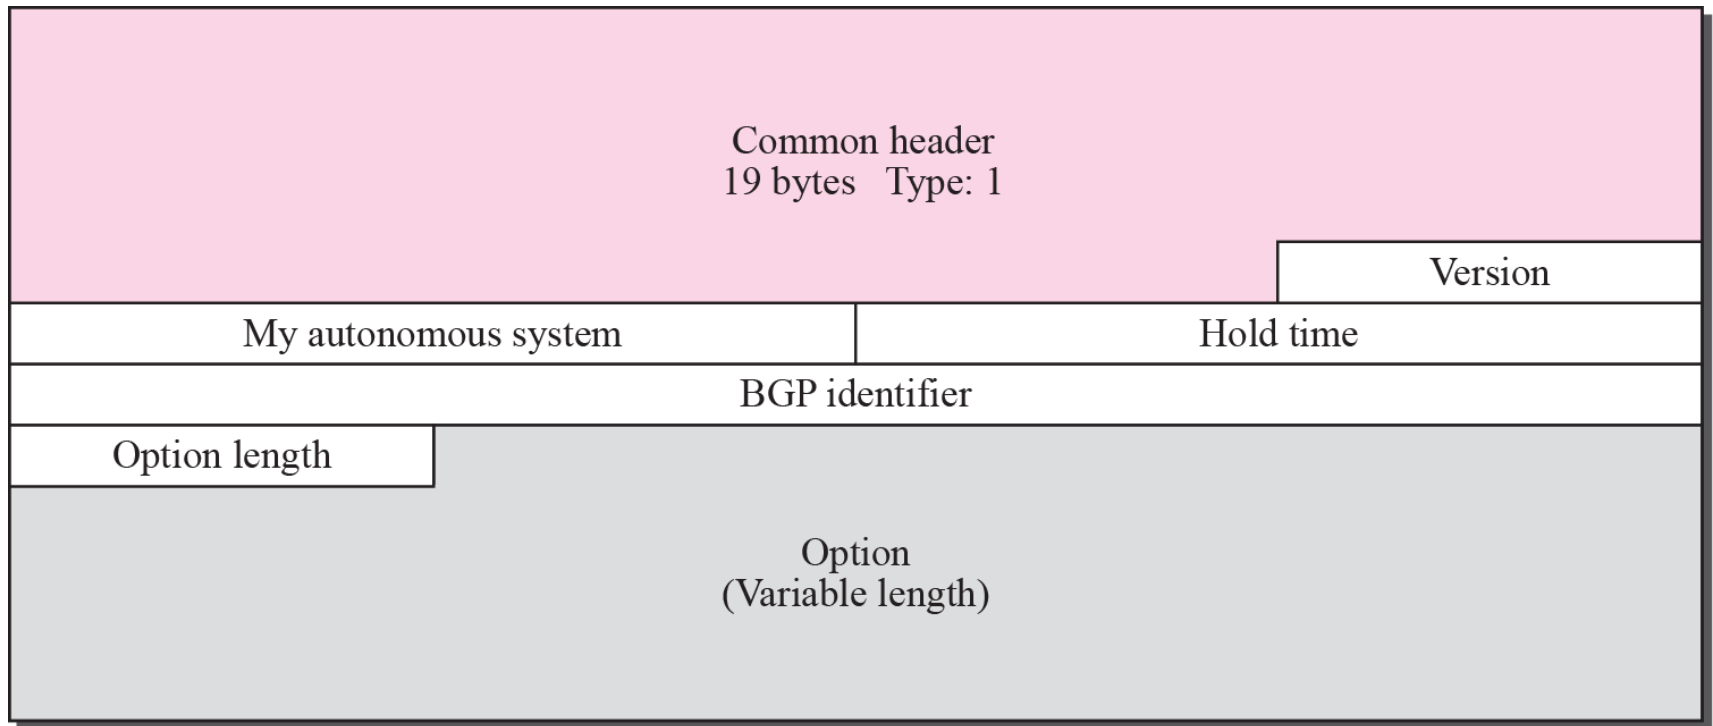 Common header
19 bytes Type: 1
Version
My autonomous system
Hold time
BGP identifier
Option length
Option
(Variable length)